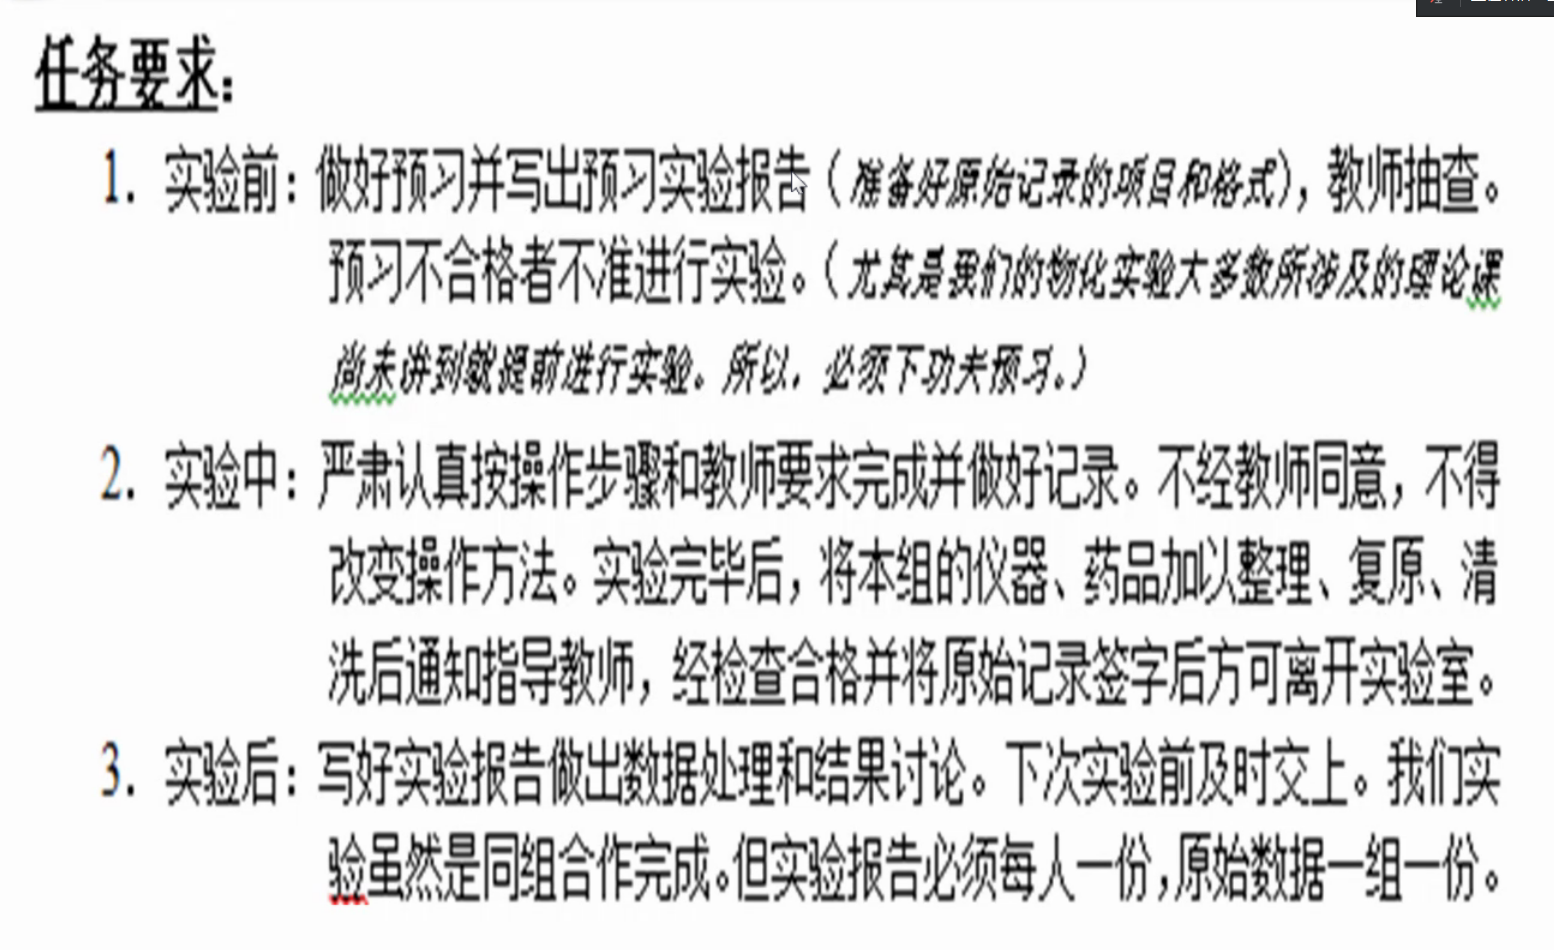 任务要求：
1. 实验前：做好预习并写出预习实验报告（准备好原始记录的项目和格式），教师抽查。
预习不合格者不准进行实验。（尤其是我们的物化实验大多数所涉及的理论课
尚未讲到就提前进行实验。所以，必须下功夫预习。）
2. 实验中：严肃认真按操作步骤和教师要求完成并做好记录。不经教师同意，不得
改变操作方法。实验完毕后，将本组的仪器、药品加以整理、复原、清
洗后通知指导教师，经检查合格并将原始记录签字后方可离开实验室。
3. 实验后：写好实验报告做出数据处理和结果讨论。下次实验前及时交上。我们实
验虽然是同组合作完成。但实验报告必须每人一份，原始数据一组一份。